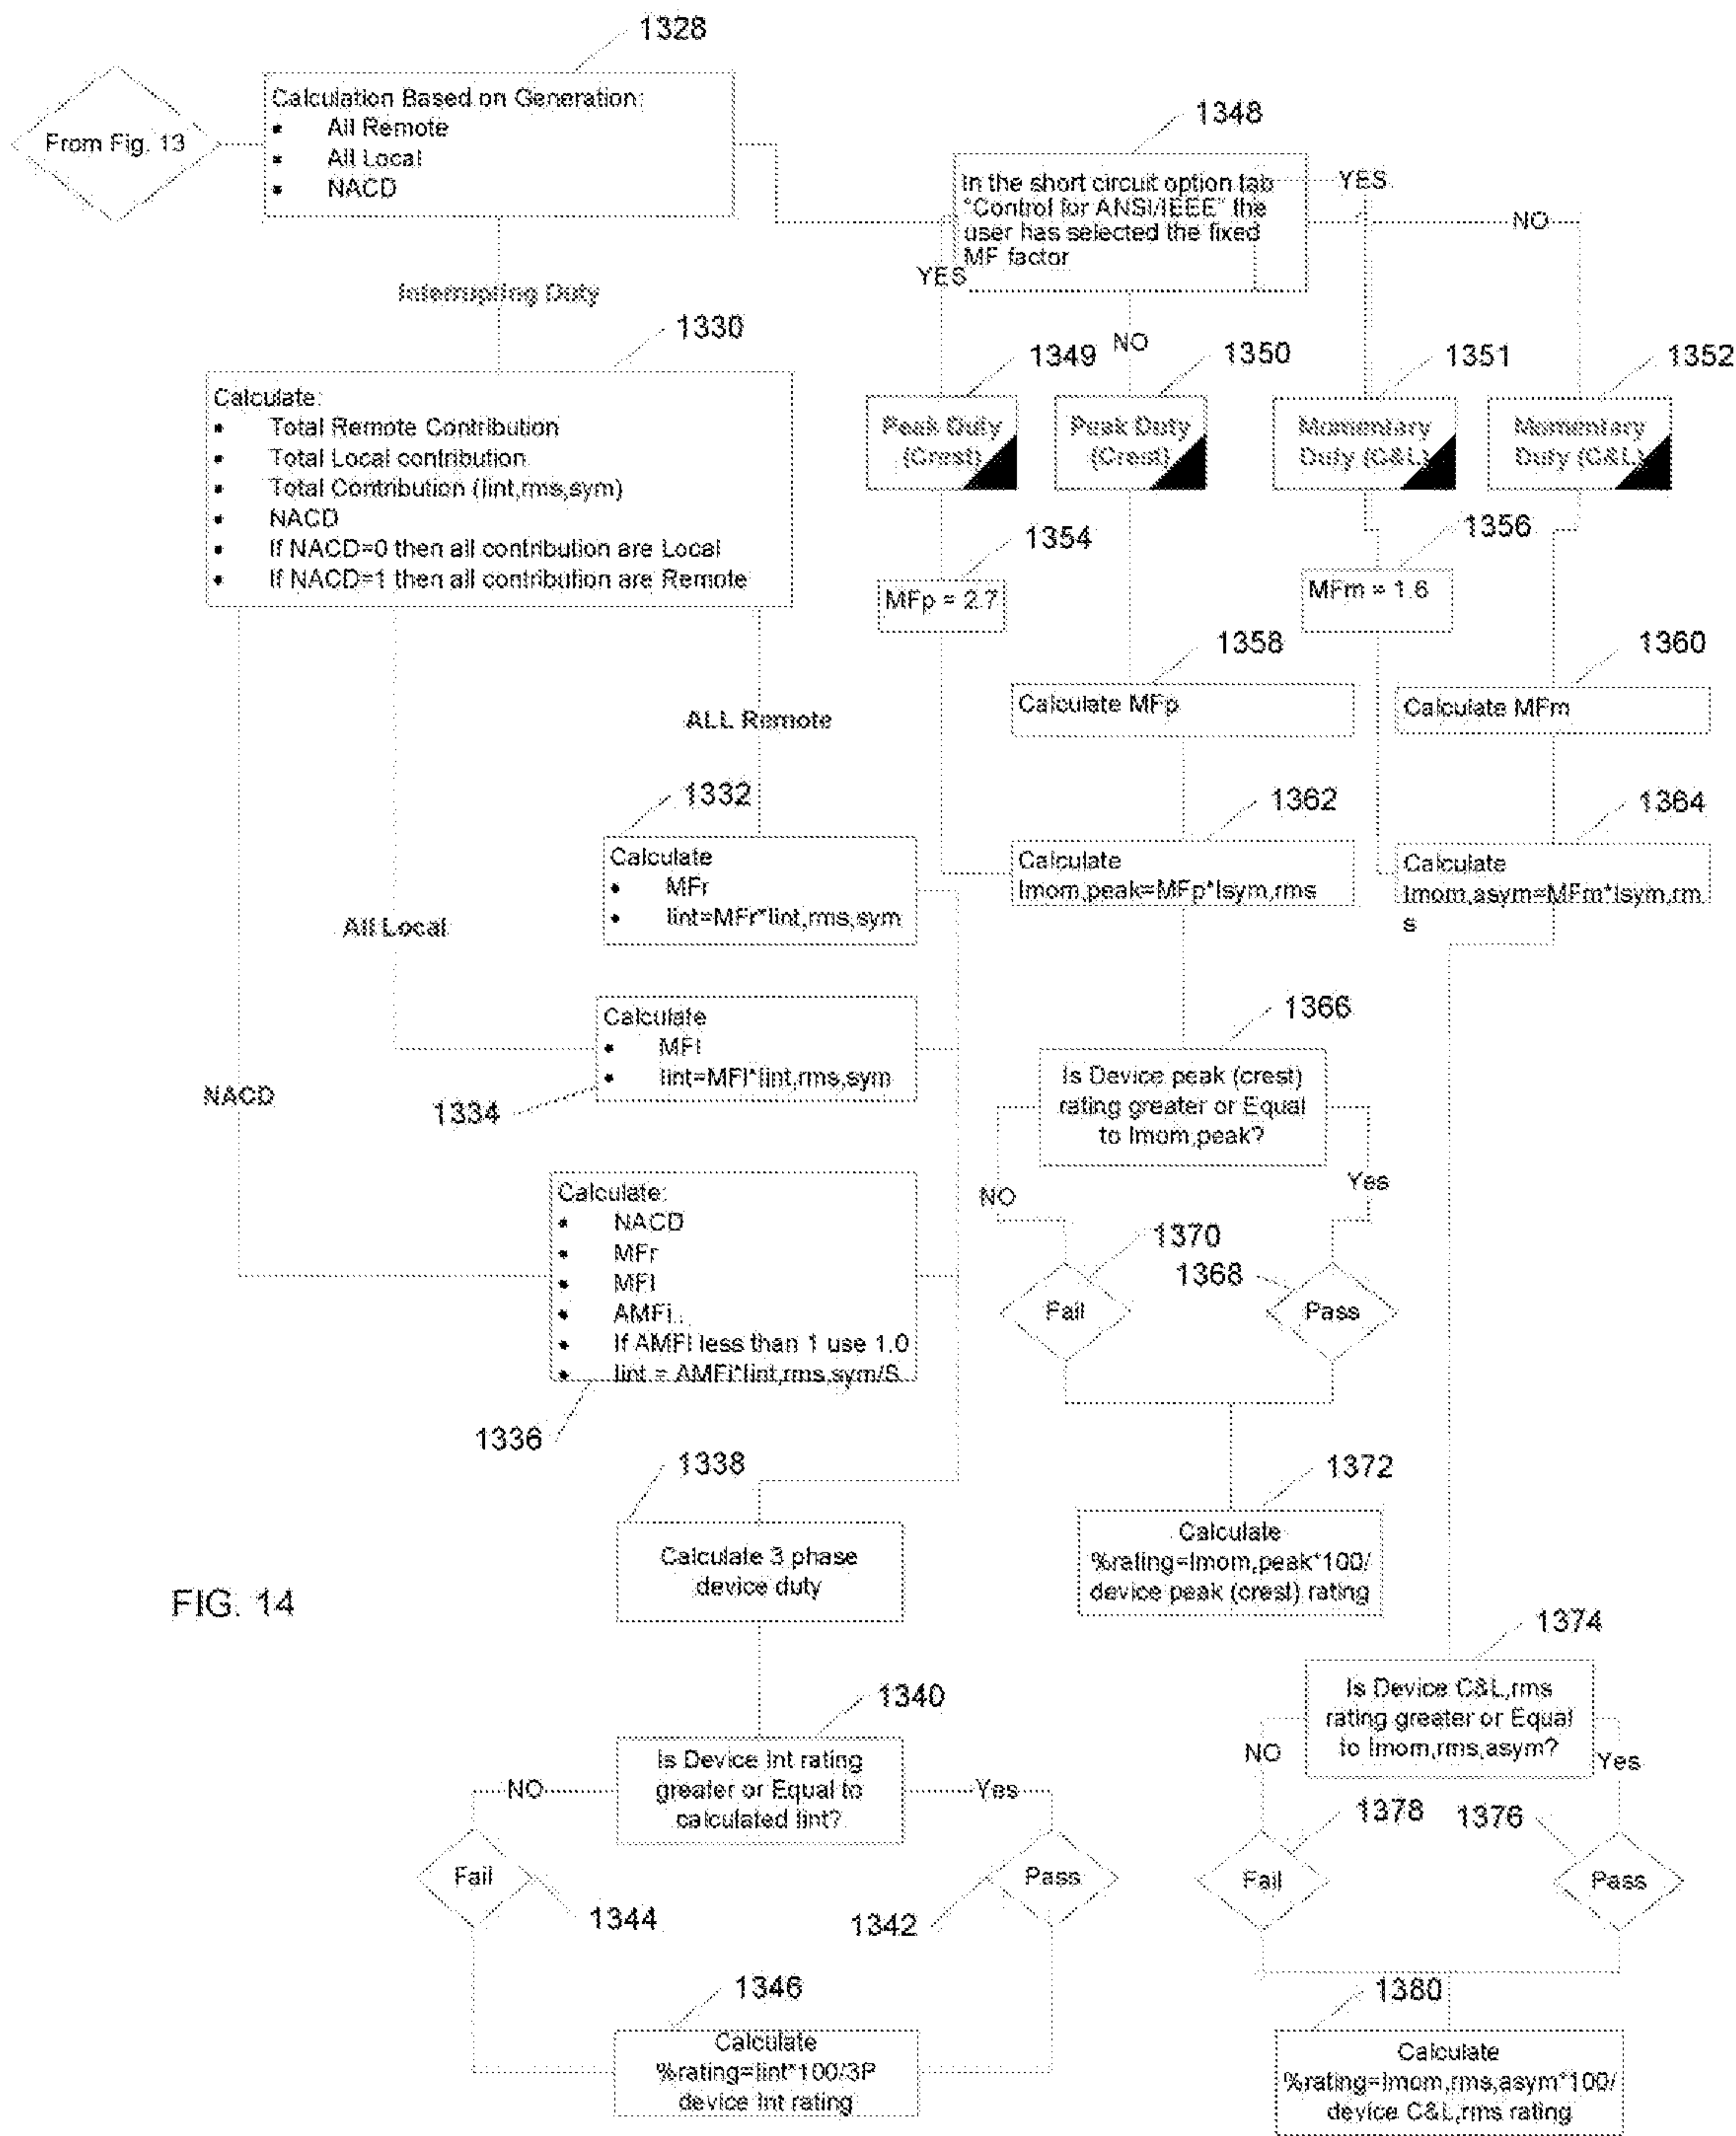 1328
From Fig. 13
Calculation Based on Generation:
• All Remote
• All Local
• NACD
1348
In the short circuit option tab
"Control for ANSI/IEEE" the
user has selected the fixed
MF factor
YES
NO
YES
NO
Interrupting Duty
1330
Calculate:
• Total Remote Contribution
• Total Local contribution
• Total Contribution (Iint,rms,sym)
• NACD
• If NACD=0 then all contribution are Local
• If NACD=1 then all contribution are Remote
1349
Peak Duty
(Crest)
1350
Peak Duty
(Crest)
1351
Momentary
Duty (C&L)
1352
Momentary
Duty (C&L)
1354
MFp = 2.7
1356
MFm = 1.6
1358
Calculate MFp
1360
Calculate MFm
ALL Remote
All Local
NACD
1332
Calculate
• MFr
• Iint=MFr*Iint,rms,sym
1362
Calculate
Imom,peak=MFp*Isym,rms
1364
Calculate
Imom,asym=MFm*Isym,rm
s
1334
Calculate
• MFl
• Iint=MFl*Iint,rms,sym
1366
Is Device peak (crest)
rating greater or Equal
to Imom,peak?
NO
Yes
1336
Calculate:
• NACD
• MFr
• MFl
• AMFi..
• If AMFI less than 1 use 1.0
• Iint = AMFi*Iint,rms,sym/S
1370
Fail
1368
Pass
1338
Calculate 3 phase
device duty
1372
Calculate
%rating=Imom,peak*100/
device peak (crest) rating
FIG. 14
1340
Is Device Int rating
greater or Equal to
calculated Iint?
NO
Yes
1374
Is Device C&L,rms
rating greater or Equal
to Imom,rms,asym?
NO
Yes
Fail
1344
Pass
1342
1378
Fail
1376
Pass
1346
Calculate
%rating=Iint*100/3P
device Int rating
1380
Calculate
%rating=Imom,rms,asym*100/
device C&L,rms rating